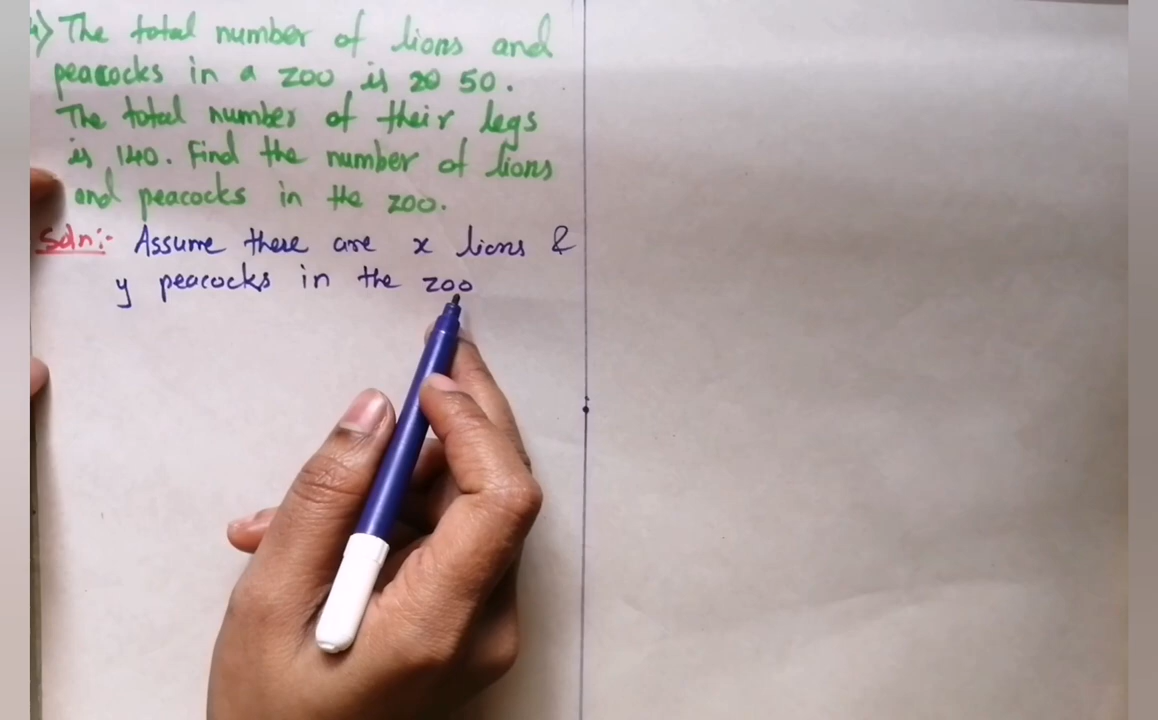 4) The total number of lions and
peacocks in a zoo is 20 50.
The total number of their legs
is 140. Find the number of lions
and peacocks in the zoo.
Soln:- Assume there are x lions &
y peacocks in the zoo